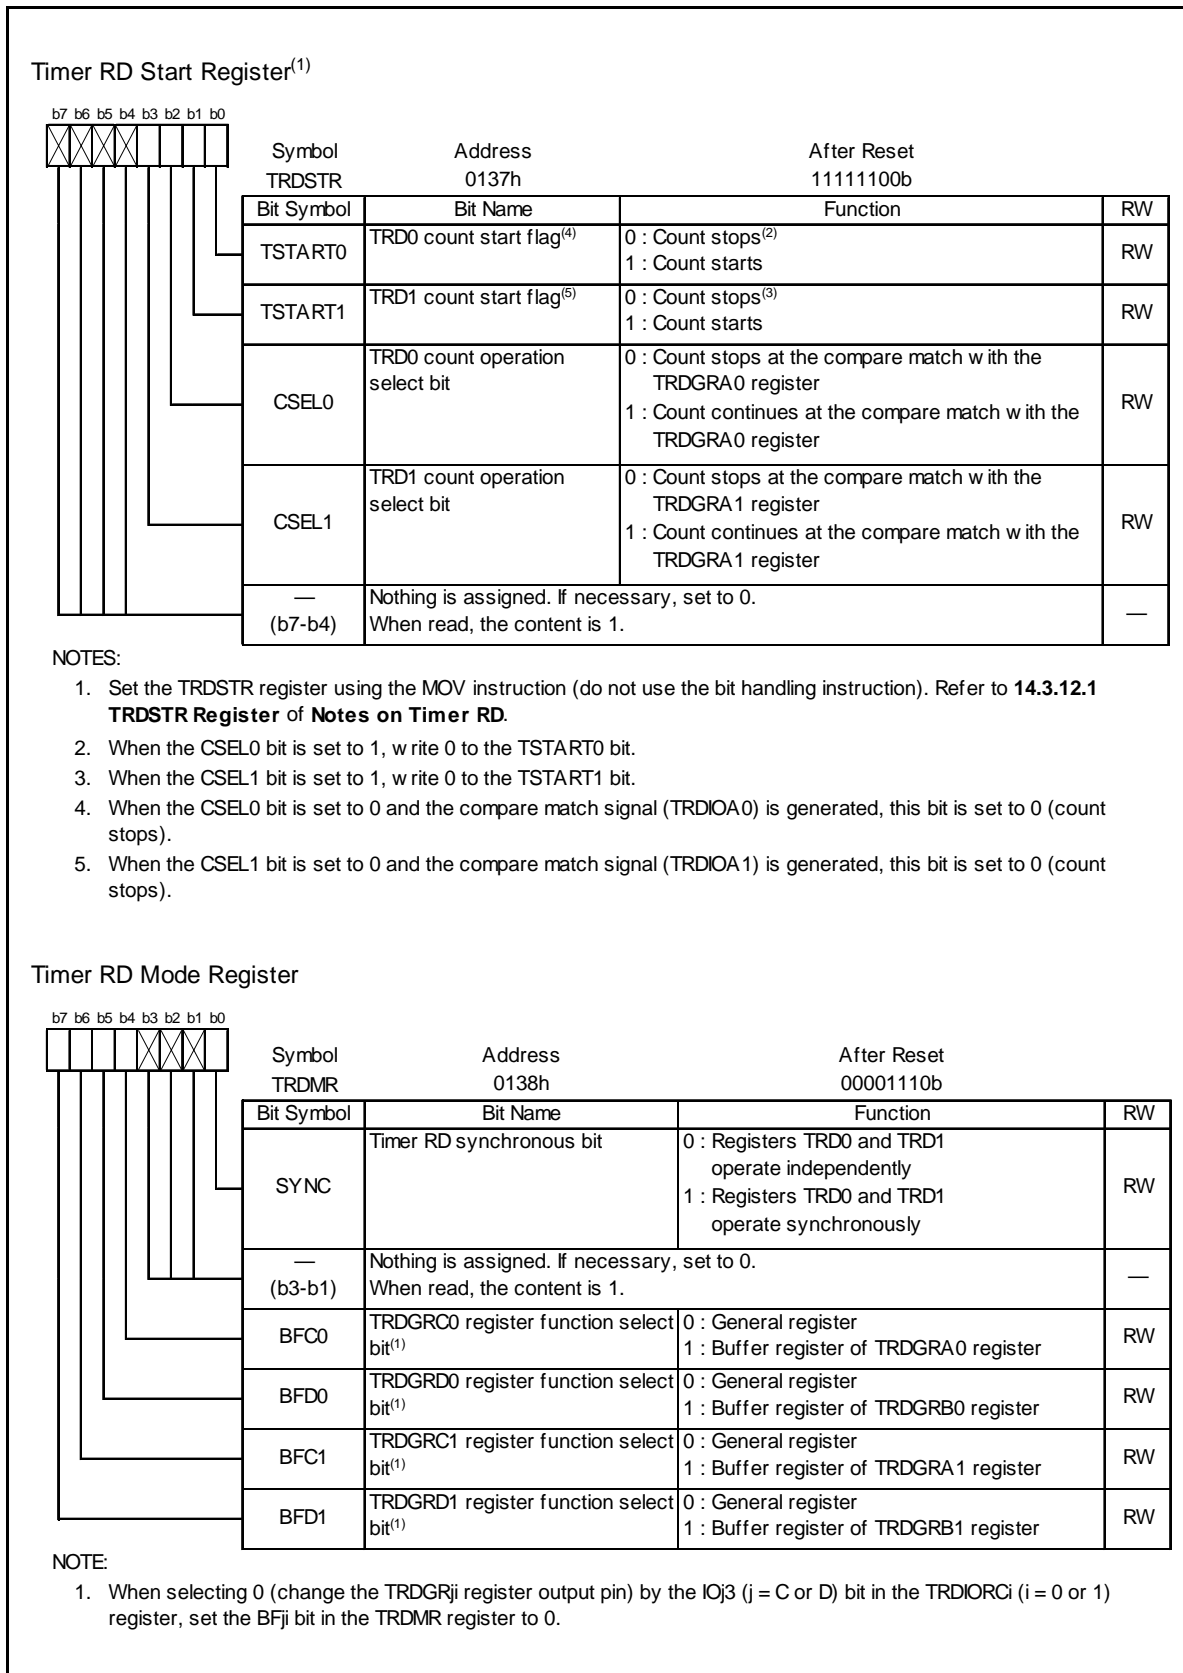 Timer RD Start Register(1)
b7 b6 b5 b4 b3 b2 b1 b0
Symbol Address After Reset
TRDSTR 0137h 11111100b
Bit Symbol Bit Name Function RW
TSTART0 TRD0 count start flag(4) 0 : Count stops(2) RW
1 : Count starts
TSTART1 TRD1 count start flag(5) 0 : Count stops(3) RW
1 : Count starts
CSEL0 TRD0 count operation select bit 0 : Count stops at the compare match with the RW
TRDGRA0 register
1 : Count continues at the compare match with the
TRDGRA0 register
CSEL1 TRD1 count operation select bit 0 : Count stops at the compare match with the RW
TRDGRA1 register
1 : Count continues at the compare match with the
TRDGRA1 register
— Nothing is assigned. If necessary, set to 0. —
(b7-b4) When read, the content is 1.
NOTES:
1. Set the TRDSTR register using the MOV instruction (do not use the bit handling instruction). Refer to 14.3.12.1
TRDSTR Register of Notes on Timer RD.
2. When the CSEL0 bit is set to 1, write 0 to the TSTART0 bit.
3. When the CSEL1 bit is set to 1, write 0 to the TSTART1 bit.
4. When the CSEL0 bit is set to 0 and the compare match signal (TRDIOA0) is generated, this bit is set to 0 (count
stops).
5. When the CSEL1 bit is set to 0 and the compare match signal (TRDIOA1) is generated, this bit is set to 0 (count
stops).
Timer RD Mode Register
b7 b6 b5 b4 b3 b2 b1 b0
Symbol Address After Reset
TRDMR 0138h 00001110b
Bit Symbol Bit Name Function RW
SYNC Timer RD synchronous bit 0 : Registers TRD0 and TRD1 RW
operate independently
1 : Registers TRD0 and TRD1
operate synchronously
— Nothing is assigned. If necessary, set to 0. —
(b3-b1) When read, the content is 1.
BFC0 TRDGRC0 register function select 0 : General register RW
bit(1) 1 : Buffer register of TRDGRA0 register
BFD0 TRDGRD0 register function select 0 : General register RW
bit(1) 1 : Buffer register of TRDGRB0 register
BFC1 TRDGRC1 register function select 0 : General register RW
bit(1) 1 : Buffer register of TRDGRA1 register
BFD1 TRDGRD1 register function select 0 : General register RW
bit(1) 1 : Buffer register of TRDGRB1 register
NOTE:
1. When selecting 0 (change the TRDGRji register output pin) by the IOj3 (j = C or D) bit in the TRDIORCi (i = 0 or 1)
register, set the BFji bit in the TRDMR register to 0.